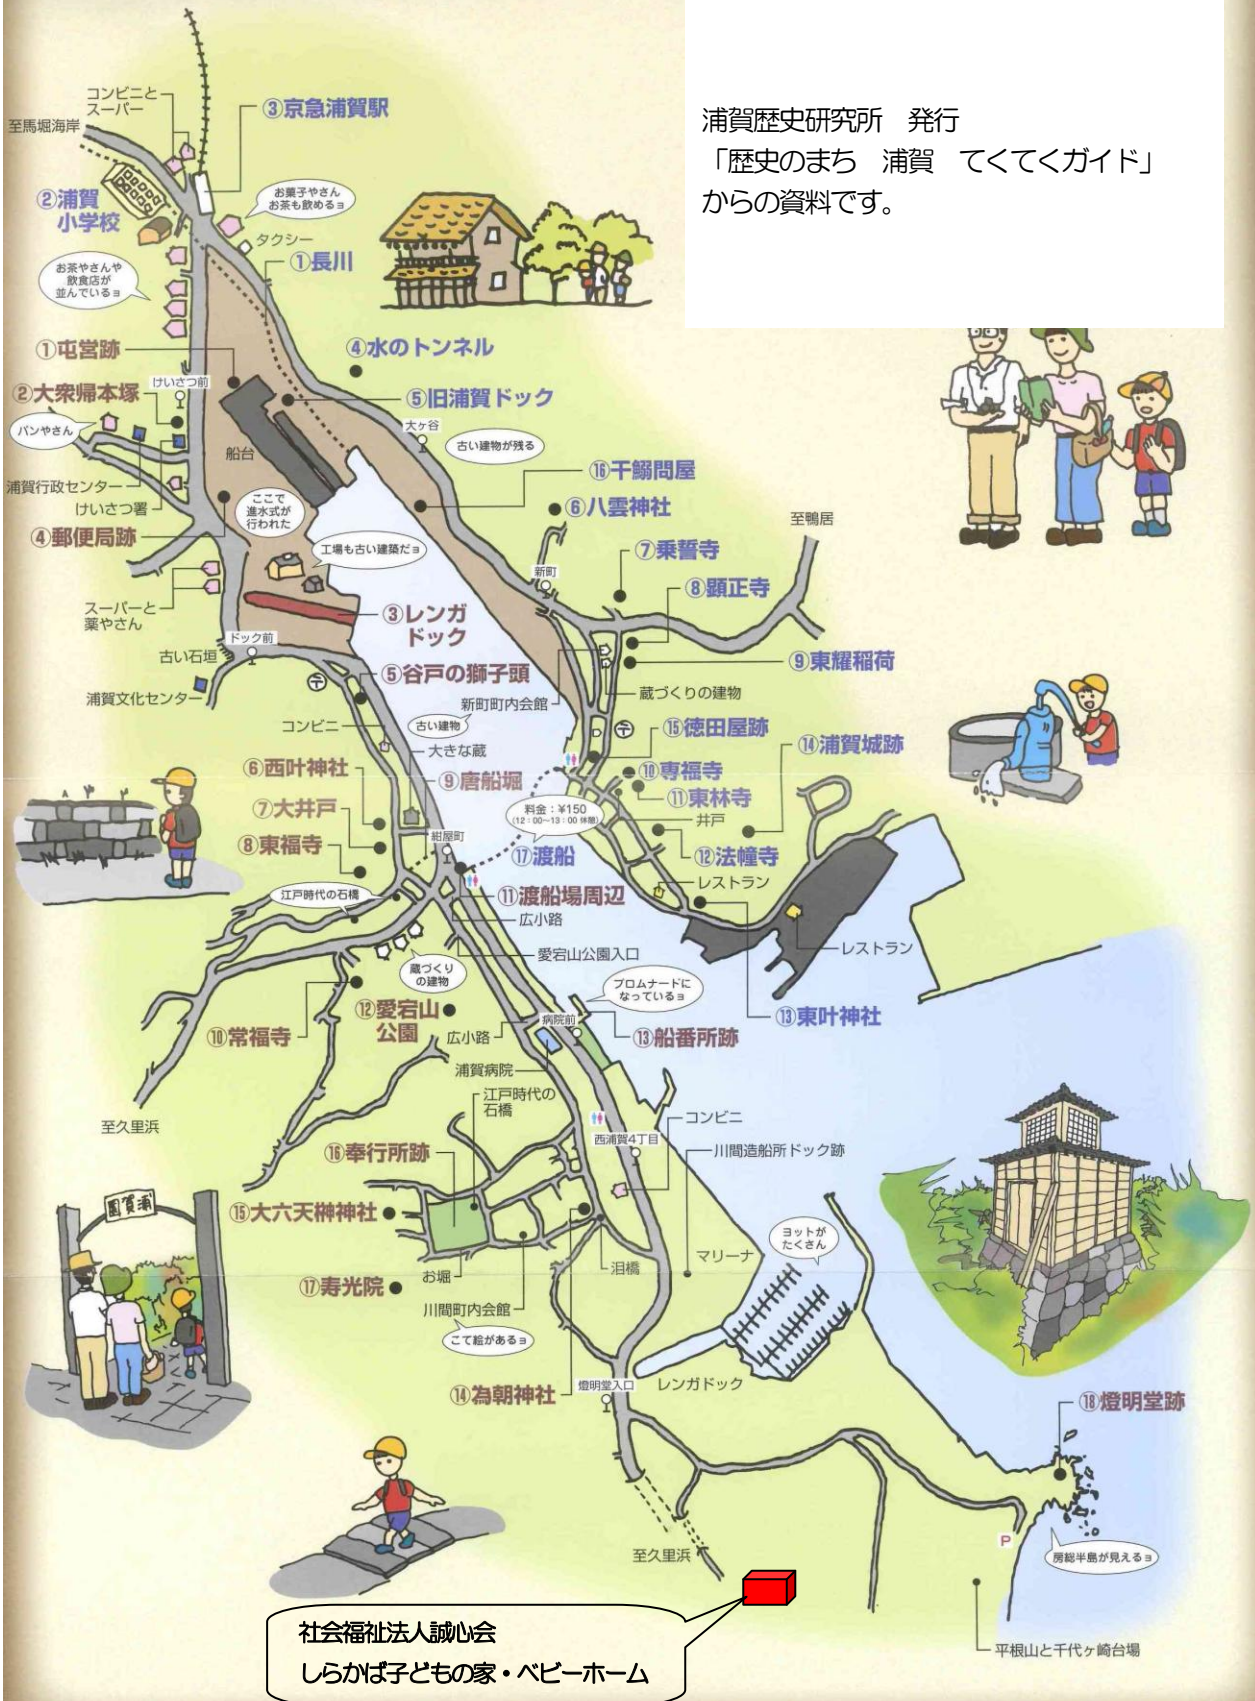 浦賀歴史研究所　発行
「歴史のまち　浦賀　てくてくガイド」
からの資料です。
コンビニと
スーパー
③京急浦賀駅
至馬堀海岸
②浦賀
小学校
お菓子やさん
お茶も飲めるョ
タクシー
①長川
お茶やさんや
飲食店が
並んでいるョ
①屯営跡
④水のトンネル
②大衆帰本塚
けいさつ前
⑤旧浦賀ドック
パンやさん
大ヶ谷
古い建物が残る
船台
⑯干鰯問屋
浦賀行政センター
けいさつ署
ここで
進水式が
行われた
⑥八雲神社
至鴨居
④郵便局跡
工場も古い建築だョ
⑦乗誓寺
新町
⑧顕正寺
スーパーと
薬やさん
③レンガ
ドック
ドック前
古い石垣
⑨東耀稲荷
⑤谷戸の獅子頭
浦賀文化センター
蔵づくりの建物
新町町内会館
コンビニ
古い建物
⑮徳田屋跡
⑭浦賀城跡
大きな蔵
⑥西叶神社
⑨唐船堀
⑩専福寺
⑪東林寺
⑦大井戸
料金：¥150
(12：00〜13：00 休憩)
井戸
紺屋町
⑧東福寺
⑰渡船
⑫法幢寺
レストラン
江戸時代の石橋
⑪渡船場周辺
広小路
愛宕山公園入口
レストラン
蔵づくり
の建物
プロムナードに
なっているョ
⑫愛宕山
公園
⑬東叶神社
病院前
⑩常福寺
広小路
⑬船番所跡
浦賀病院
江戸時代の
石橋
至久里浜
コンビニ
西浦賀4丁目
⑯奉行所跡
川間造船所ドック跡
園賀浦
⑮大六天榊神社
ヨットが
たくさん
マリーナ
お堀
泪橋
⑰寿光院
川間町内会館
こて絵があるョ
燈明堂入口
レンガドック
⑭為朝神社
⑱燈明堂跡
至久里浜
P
房総半島が見えるョ
社会福祉法人誠心会
しらかば子どもの家・ベビーホーム
平根山と千代ヶ崎台場